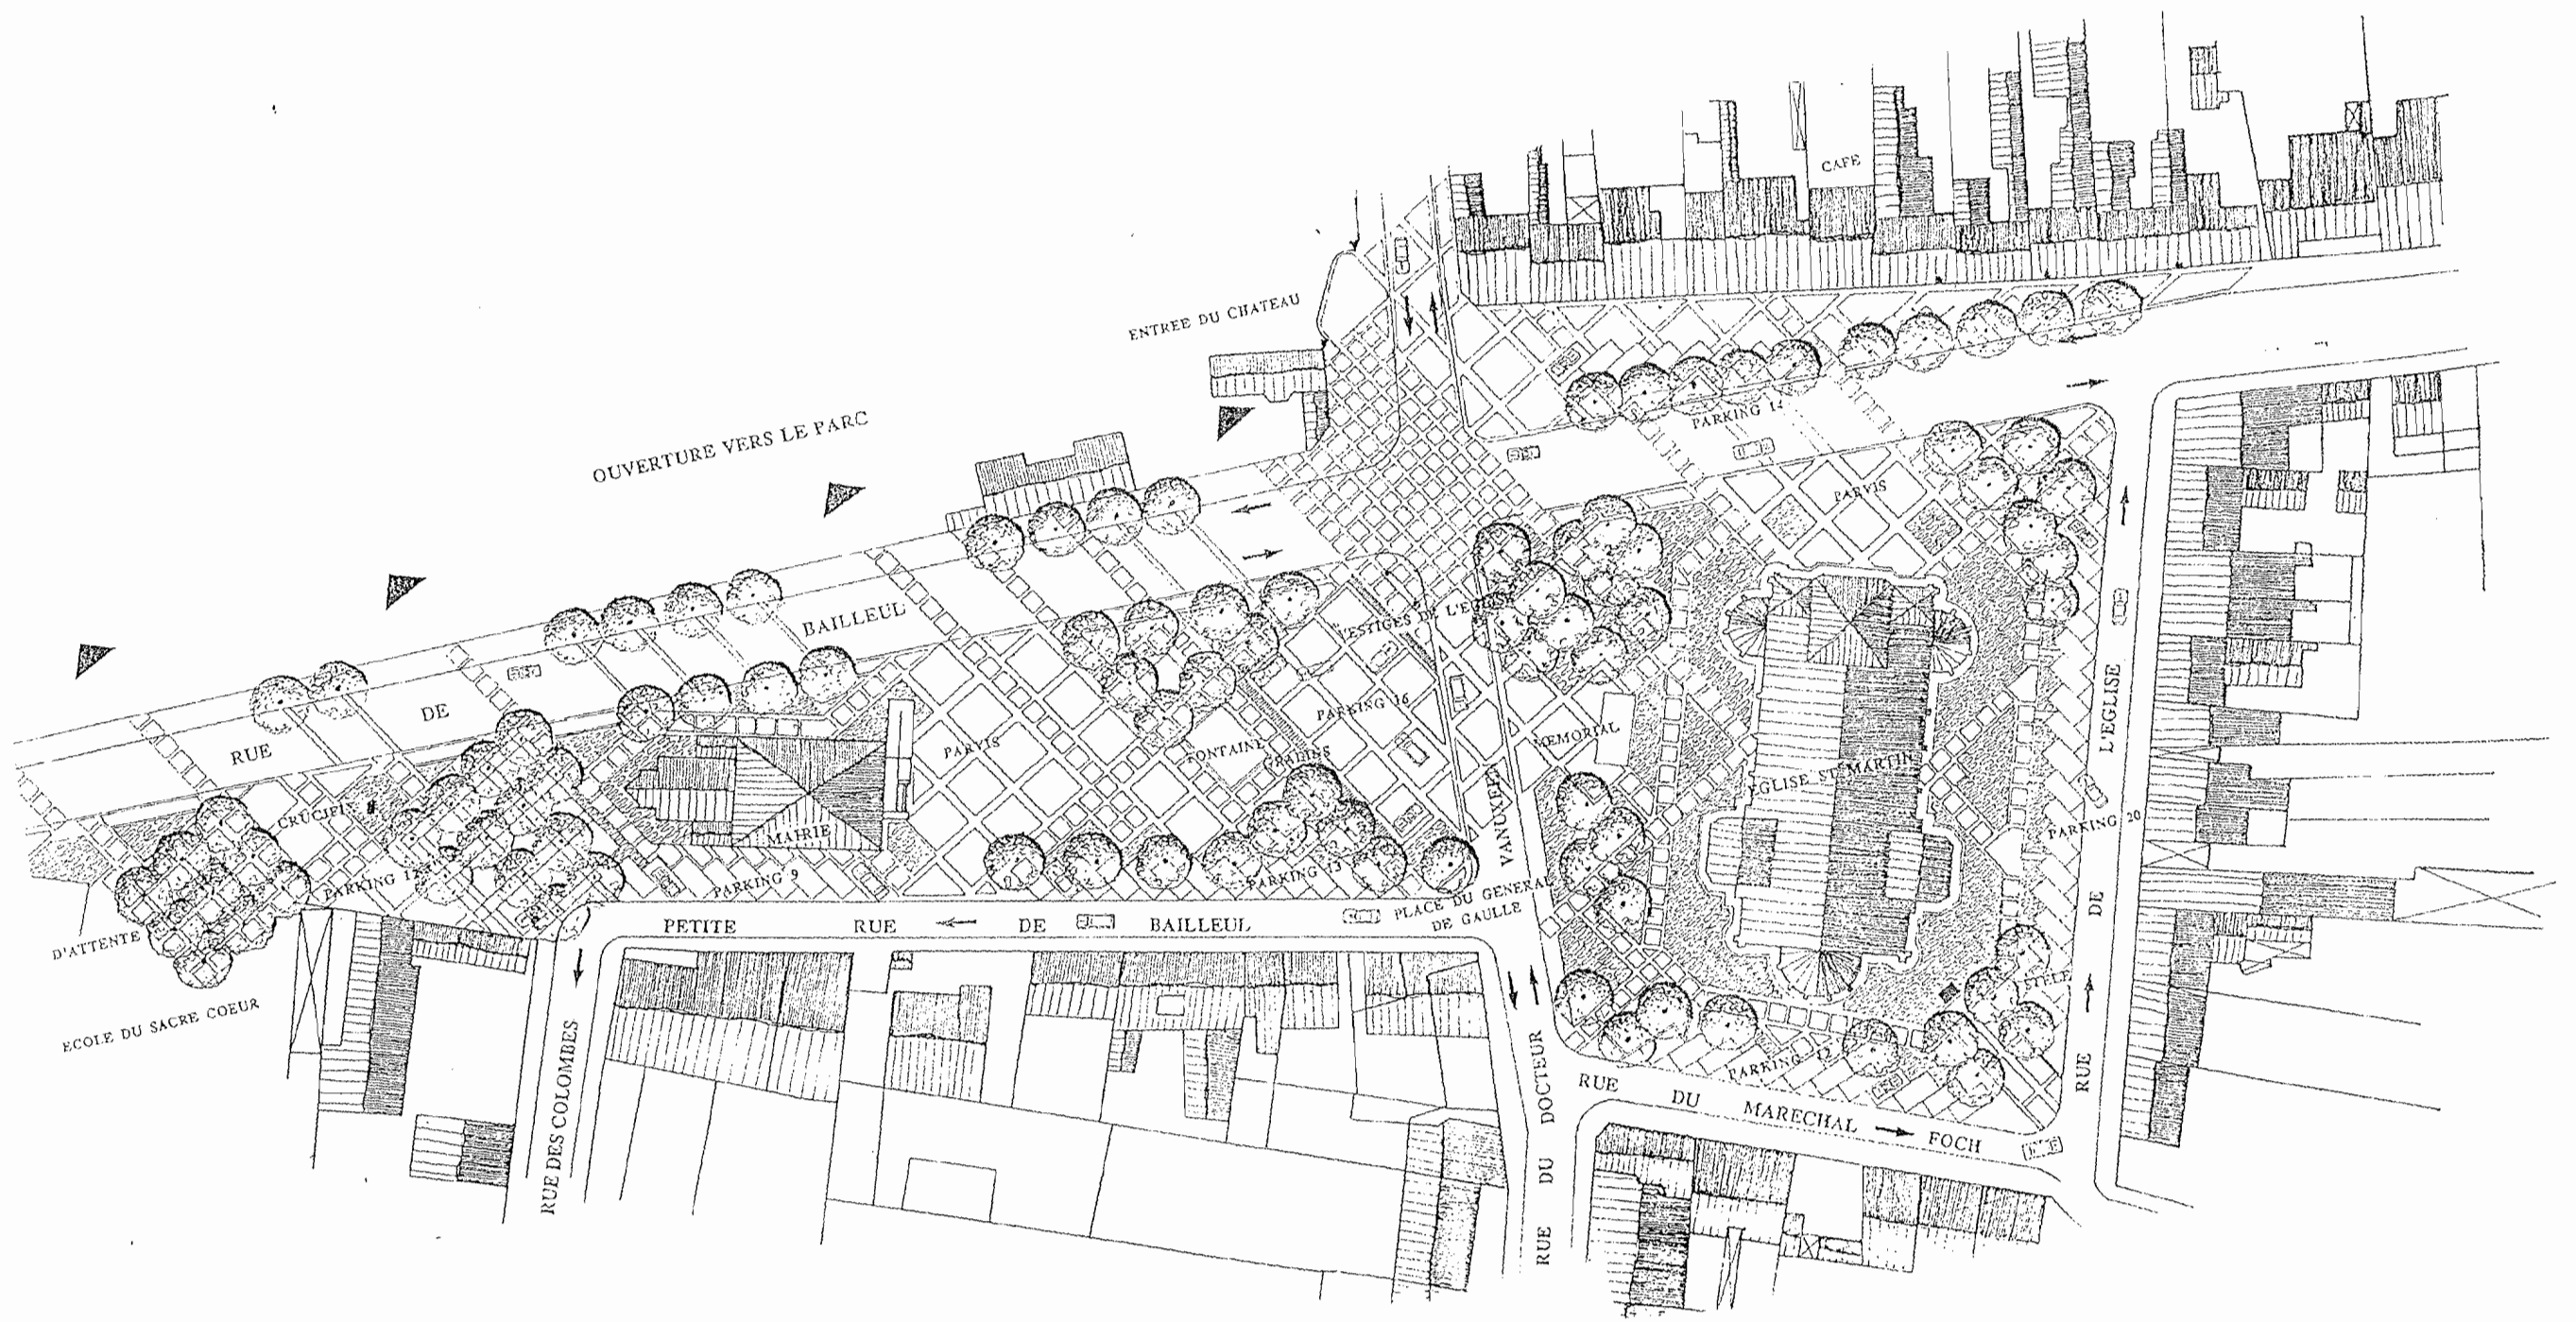 CAFE
ENTREE DU CHATEAU
OUVERTURE VERS LE PARC
PARKING 14
PARVIS
RUE DE BAILLEUL
VESTIGES DE L'EGLISE
PARKING 16
PARVIS
FONTAINE
GRADINS
MEMORIAL
EGLISE ST MARTIN
MAIRIE
CRUCIFIX
PARKING 12
PARKING 9
PARKING 13
PARKING 20
RUE DE L'EGLISE
PLACE DU GENERAL
DE GAULLE
PETITE RUE DE BAILLEUL
D'ATTENTE
ECOLE DU SACRE COEUR
RUE DES COLOMBES
RUE DU DOCTEUR
STELE
PARKING 12
RUE DU MARECHAL FOCH